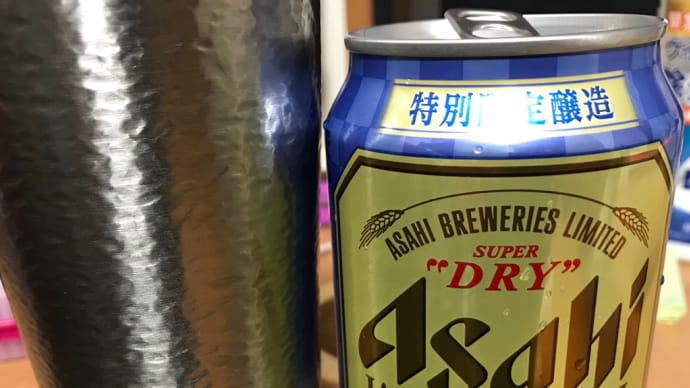 特別限定醸造
ASAHI BREWERIES LIMITED
SUPER
“DRY”
Asahi